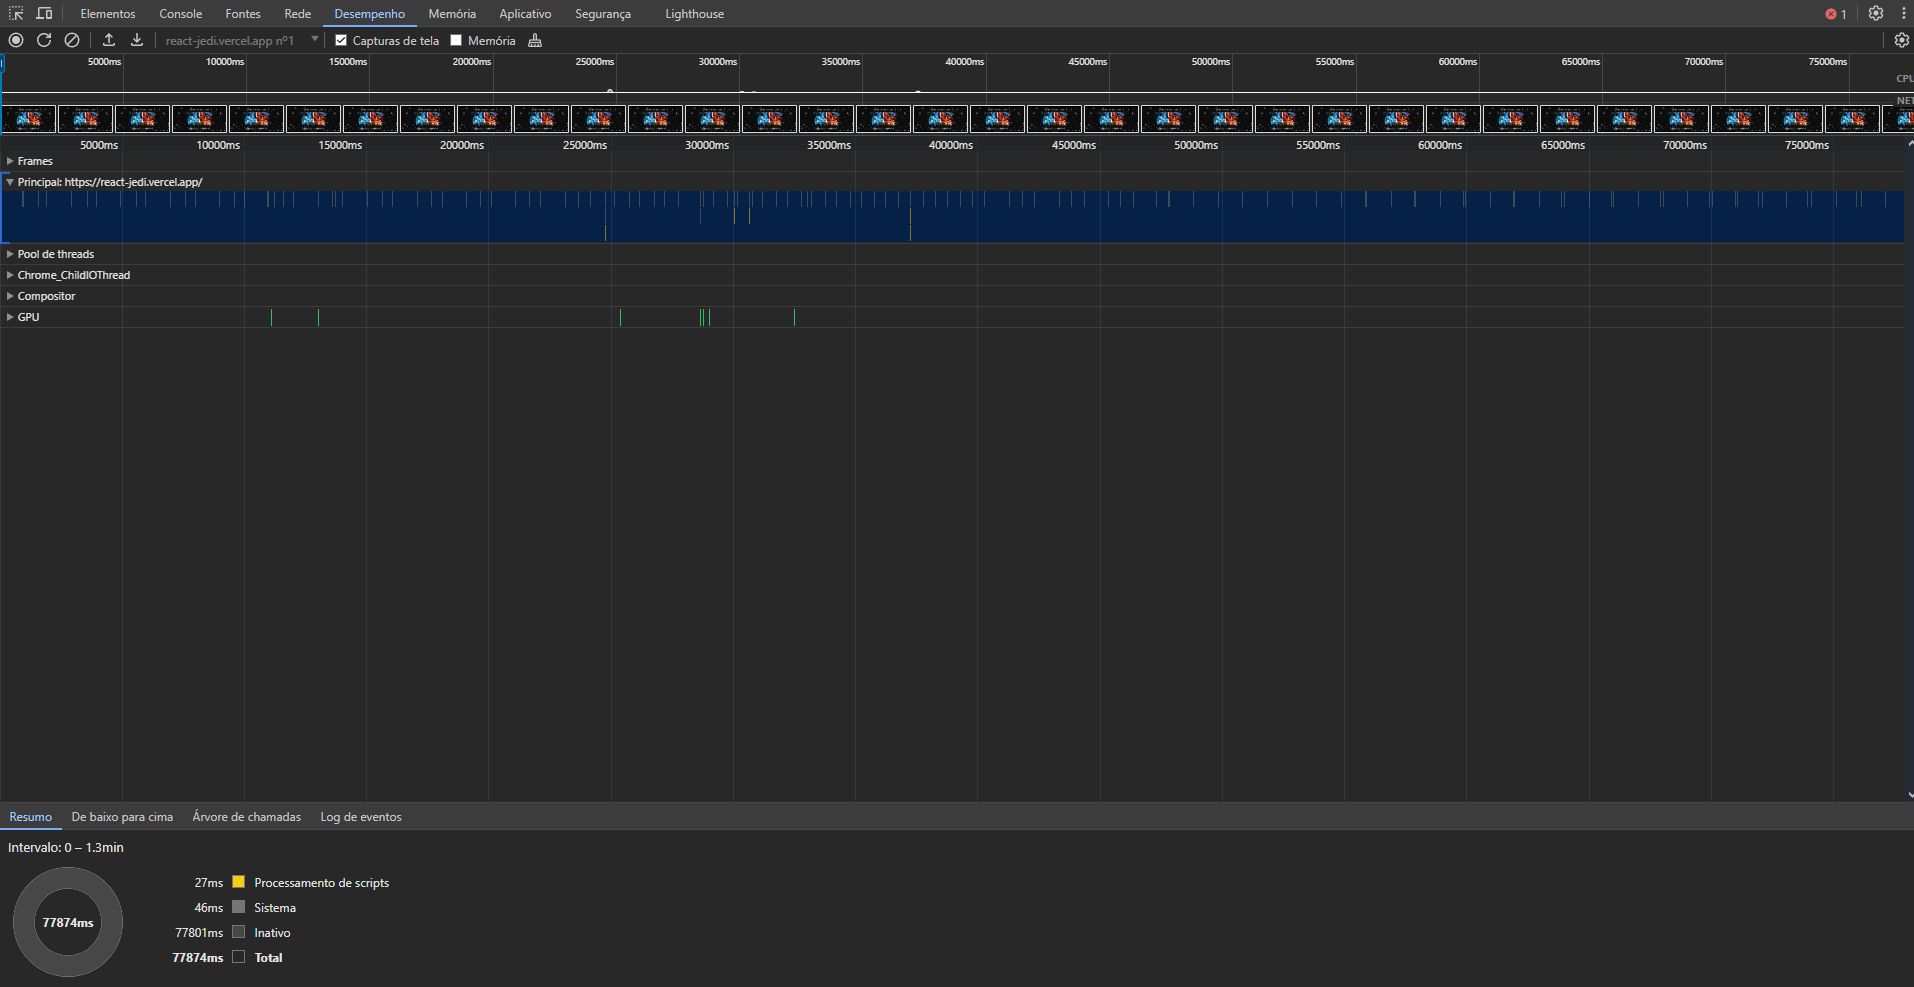 Elementos Console Fontes Rede Desempenho Memória Aplicativo Segurança Lighthouse 1
react-jedi.vercel.app nº1 Capturas de tela Memória
5000ms 10000ms 15000ms 20000ms 25000ms 30000ms 35000ms 40000ms 45000ms 50000ms 55000ms 60000ms 65000ms 70000ms 75000ms
CPU
NET
5000ms 10000ms 15000ms 20000ms 25000ms 30000ms 35000ms 40000ms 45000ms 50000ms 55000ms 60000ms 65000ms 70000ms 75000ms
Frames
Principal: https://react-jedi.vercel.app/
Pool de threads
Chrome_ChildIOThread
Compositor
GPU
Resumo De baixo para cima Árvore de chamadas Log de eventos
Intervalo: 0 – 1.3min
27ms Processamento de scripts
46ms Sistema
77874ms
77801ms Inativo
77874ms Total